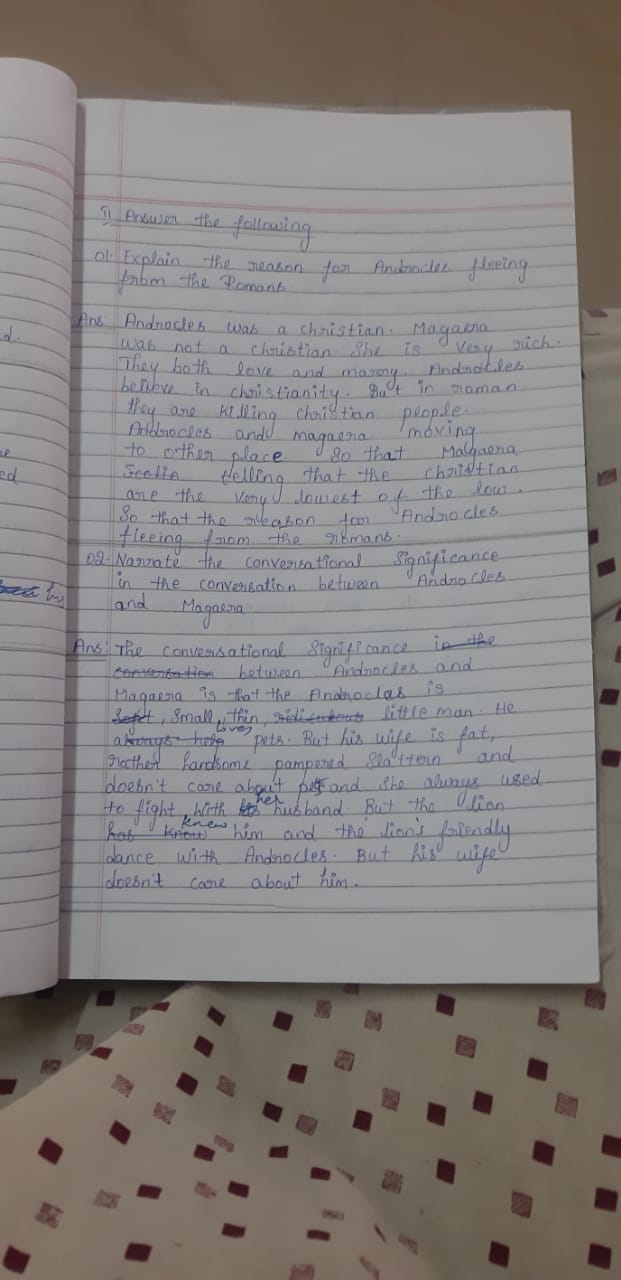 II Answer the following
01. Explain the reason for Androcles fleeing
from the Romans
Ans: Androcles was a christian. Magaera
was not a christian. She is very rich.
They both love and marry. Androcles
believe in christianity. But in roman
they are killing christian people.
Androcles and magaera moving
to other place so that Magaera
telling that the christian
are the very lowest of the low.
So that the reason for Androcles
fleeing from the romans.
02. Narrate the conversational Significance
in the conversation between Androcles
and Magaera.
Ans: The conversational Significance in the
conversation between Androcles and
Magaera is that the Androcles is
small, thin, ridiculous little man. He
always loves pets. But his wife is fat,
rather handsome pampered slattern and
doesn't care about pets and she always used
to fight with her husband. But the lion
has know knew him and the lion's friendly
dance with Androcles. But his wife
doesn't care about him.
d.
ed
his